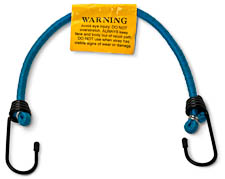 WARNING
Avoid eye injury. DO NOT
overstretch. ALWAYS keep
face and body out of recoil path.
DO NOT use when strap has
visible signs of wear or damage.